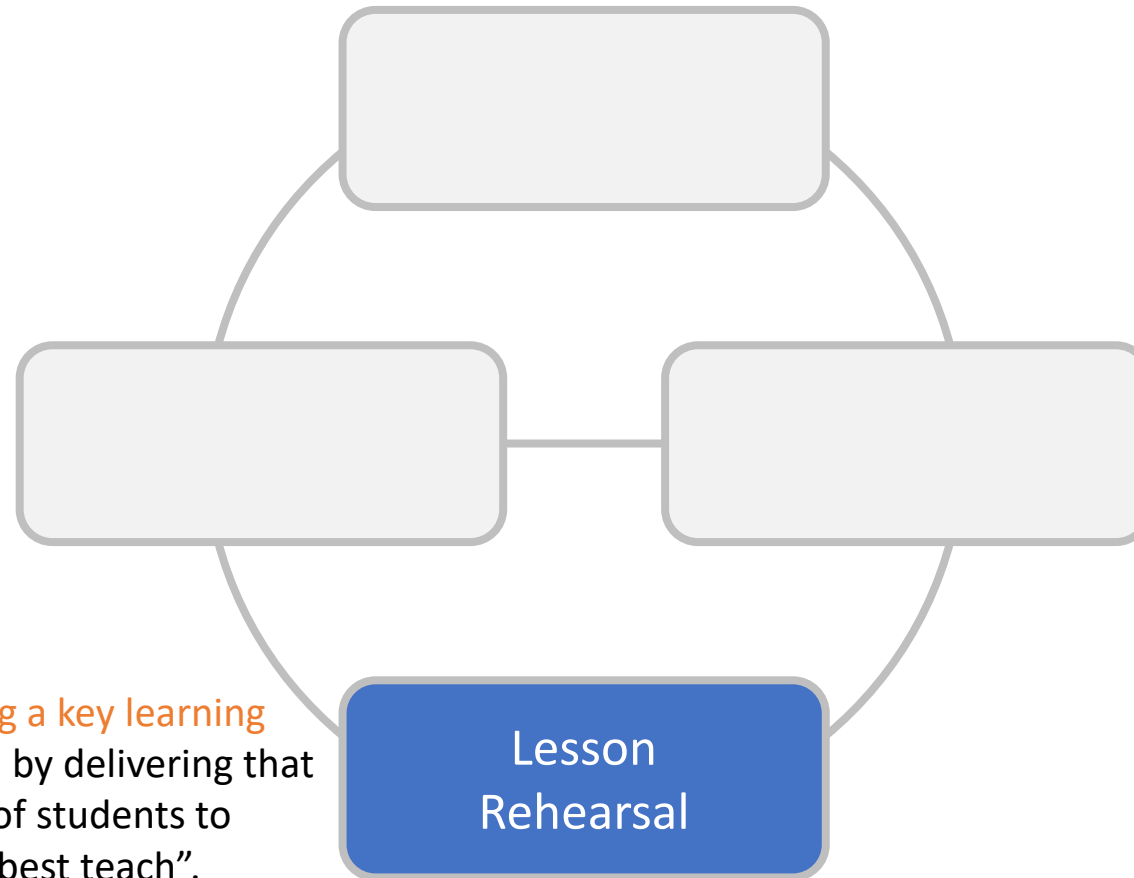 g a key learning
by delivering that
of students to
best teach”.
Lesson
Rehearsal